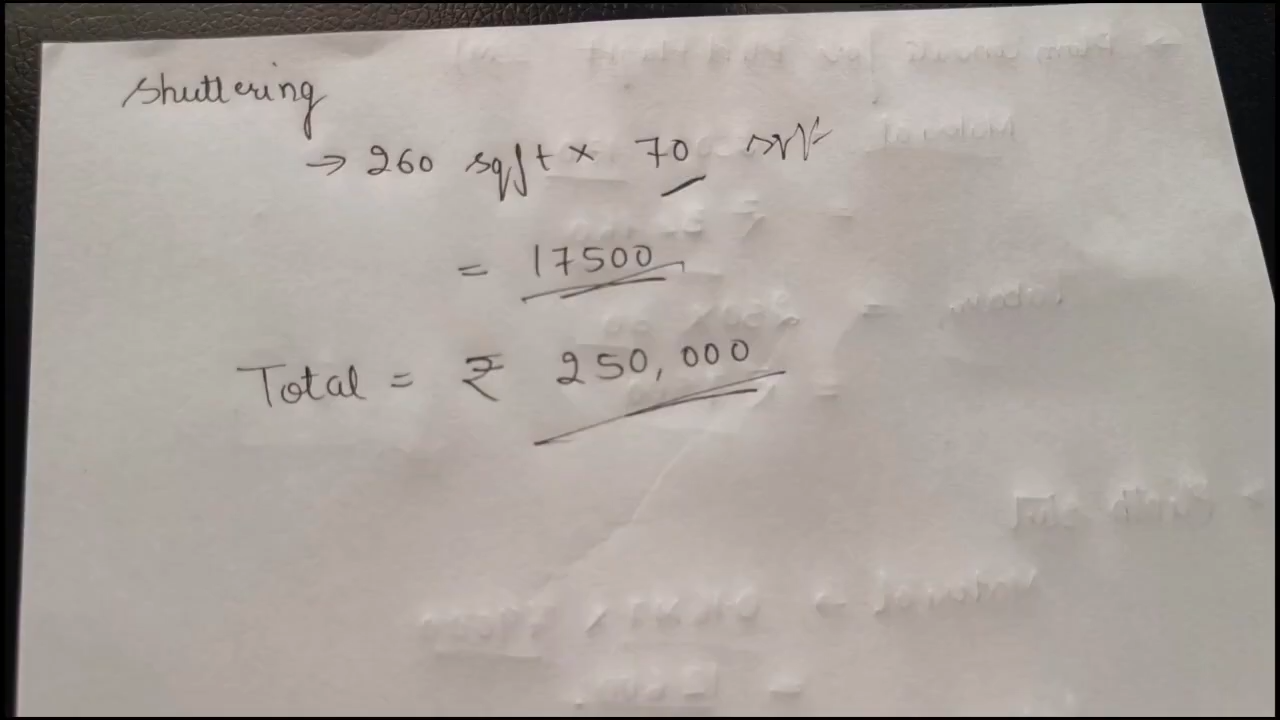 Shuttering
→ 260 sqft × 70
= 17500
Total = ₹ 250,000